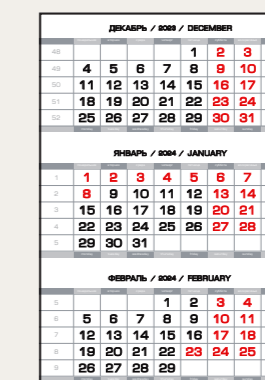 ДЕКАБРЬ / 2023 / DECEMBER
48 1 2 3
49 4 5 6 7 8 9 10
50 11 12 13 14 15 16 17
51 18 19 20 21 22 23 24
52 25 26 27 28 29 30 31
ЯНВАРЬ / 2024 / JANUARY
1 1 2 3 4 5 6 7
2 8 9 10 11 12 13 14
3 15 16 17 18 19 20 21
4 22 23 24 25 26 27 28
5 29 30 31
ФЕВРАЛЬ / 2024 / FEBRUARY
5 1 2 3 4
6 5 6 7 8 9 10 11
7 12 13 14 15 16 17 18
8 19 20 21 22 23 24 25
9 26 27 28 29